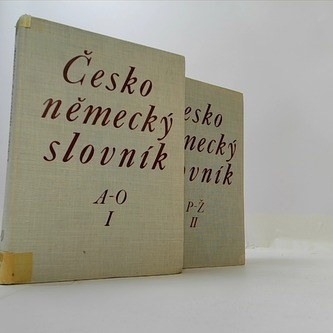 Česko
německý
slovník
A-O
I
P-Ž
II